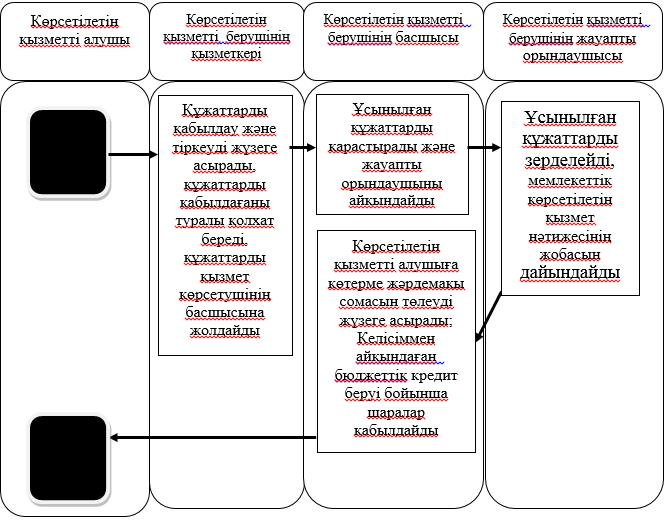 Көрсетілетін
қызметті алушы
Көрсетілетін
қызметті берушінің
қызметкері
Көрсетілетін қызметті
берушінің басшысы
Көрсетілетін қызметті
берушінің жауапты
орындаушысы
Құжаттарды
қабылдау және
тіркеуді жүзеге
асырады,
құжаттарды
қабылдағаны
туралы қолхат
береді,
құжаттарды
қызмет
көрсетушінің
басшысына
жолдайды
Ұсынылған
құжаттарды
қарастырады және
жауапты
орындаушыны
айқындайды
Ұсынылған
құжаттарды
зерделейді,
мемлекеттік
көрсетілетін
қызмет
нәтижесінің
жобасын
дайындайды
Көрсетілетін
қызметті алушыға
көтерме жәрдемақы
сомасын төлеуді
жүзеге асырады;
Келісіммен
айқындаған
бюджеттік кредит
беруі бойынша
шаралар
қабылдайды